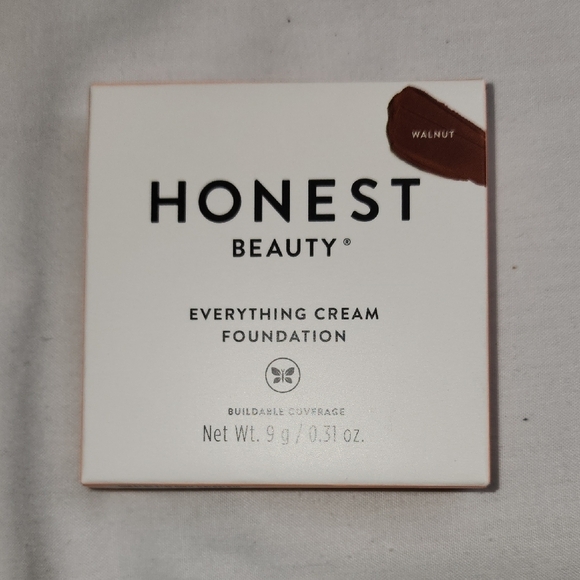 WALNUT
HONEST
BEAUTY®
EVERYTHING CREAM
FOUNDATION
BUILDABLE COVERAGE
Net Wt. 9 g / 0.31 oz.